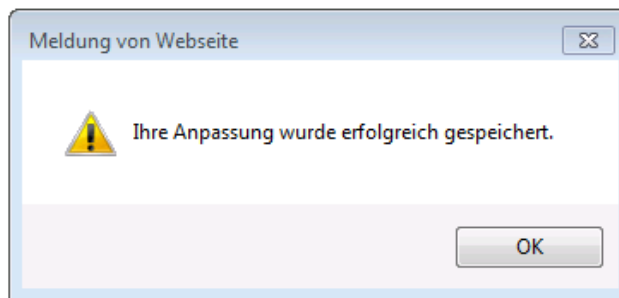 Meldung von Webseite
Ihre Anpassung wurde erfolgreich gespeichert.
OK